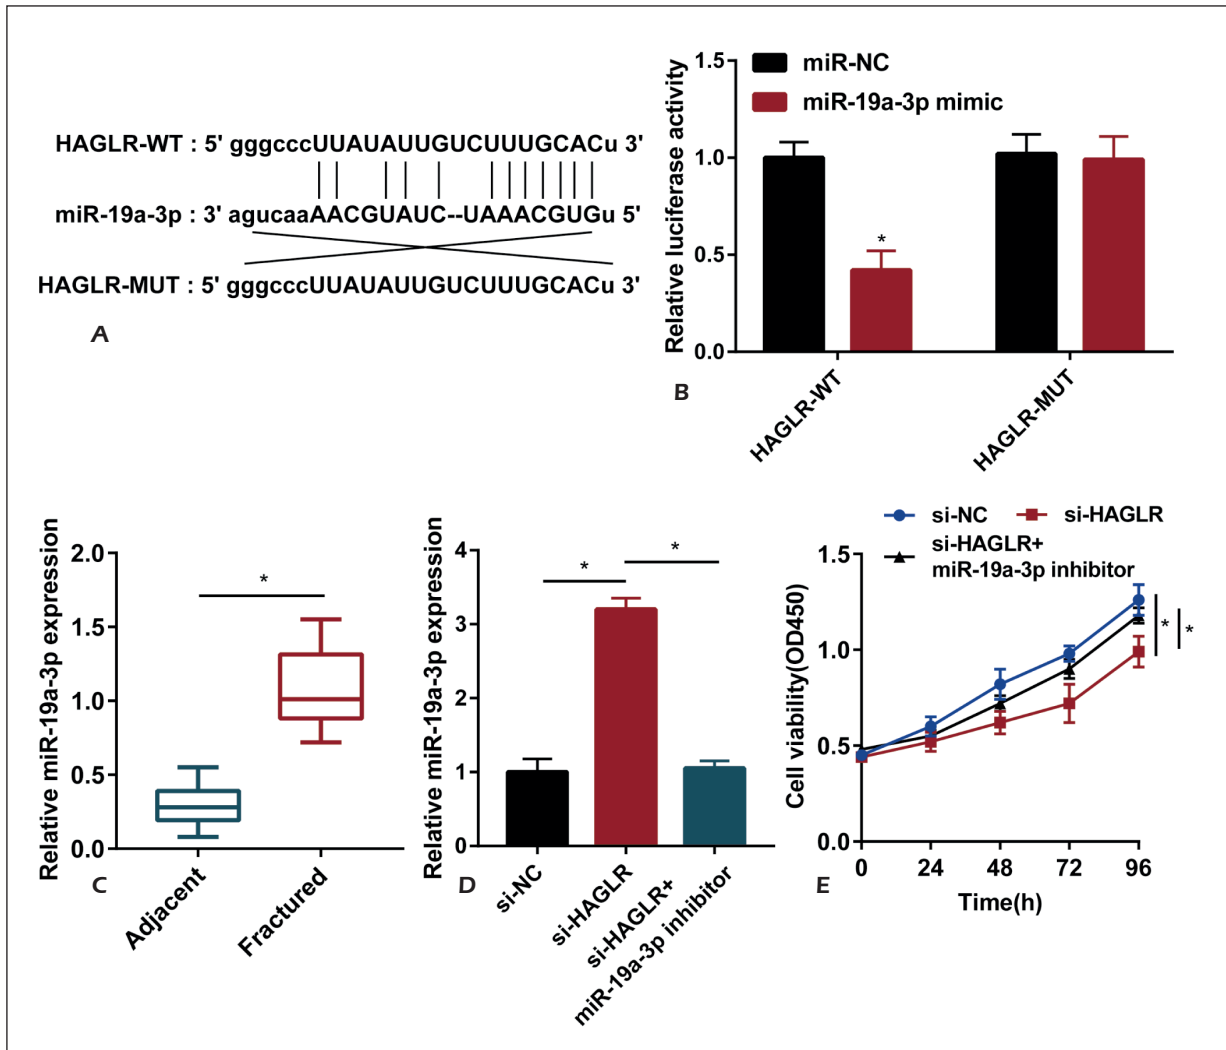 HAGLR-WT : 5' gggcccUUAUAUUGUCUUUGCACu 3'
miR-19a-3p : 3' agucaaAACGUAUC--UAAACGUGu 5'
HAGLR-MUT : 5' gggcccUUAUAUUGUCUUUGCACu 3'
A
Relative luciferase activity
1.5
1.0
0.5
0.0
miR-NC
miR-19a-3p mimic
*
HAGLR-WT
HAGLR-MUT
B
Relative miR-19a-3p expression
2.0
1.5
1.0
0.5
0.0
*
Adjacent
Fractured
C
Relative miR-19a-3p expression
4
3
2
1
0
*
*
si-NC
si-HAGLR
si-HAGLR+
miR-19a-3p inhibitor
D
si-NC
si-HAGLR
si-HAGLR+
miR-19a-3p inhibitor
Cell viability(OD450)
1.5
1.0
0.5
0.0
*
*
0 24 48 72 96
Time(h)
E